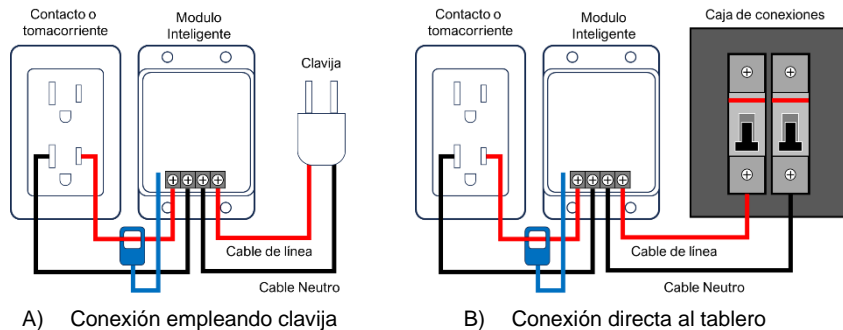 Contacto o
tomacorriente
Modulo
Inteligente
Clavija
Cable de línea
Cable Neutro
A) Conexión empleando clavija
Contacto o
tomacorriente
Modulo
Inteligente
Caja de conexiones
Cable de línea
Cable Neutro
B) Conexión directa al tablero